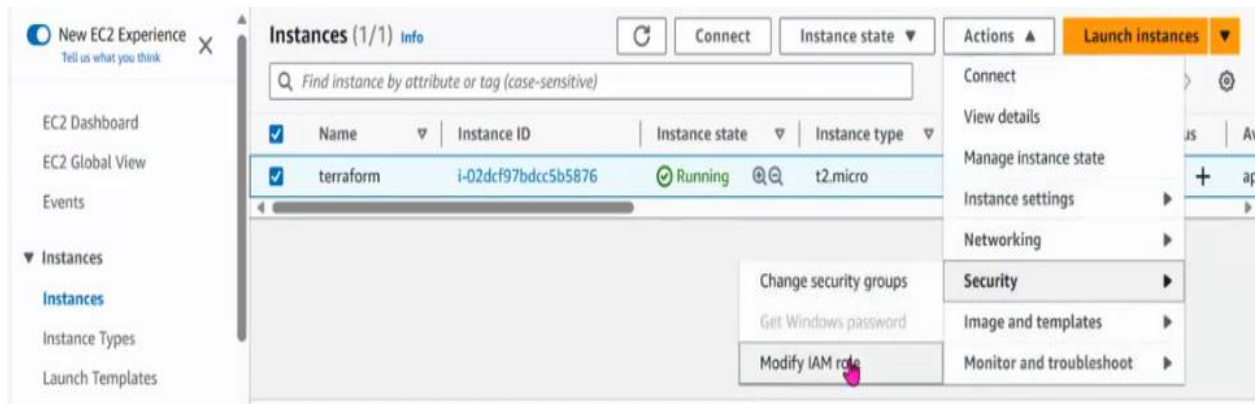 New EC2 Experience
Tell us what you think
EC2 Dashboard
EC2 Global View
Events
Instances
Instances
Instance Types
Launch Templates
Instances (1/1) Info
Connect
Instance state
Actions
Launch instances
Find instance by attribute or tag (case-sensitive)
Name
Instance ID
Instance state
Instance type
terraform
i-02dcf97bdcc5b5876
Running
t2.micro
Connect
View details
Manage instance state
Instance settings
Networking
Security
Image and templates
Monitor and troubleshoot
Change security groups
Get Windows password
Modify IAM role